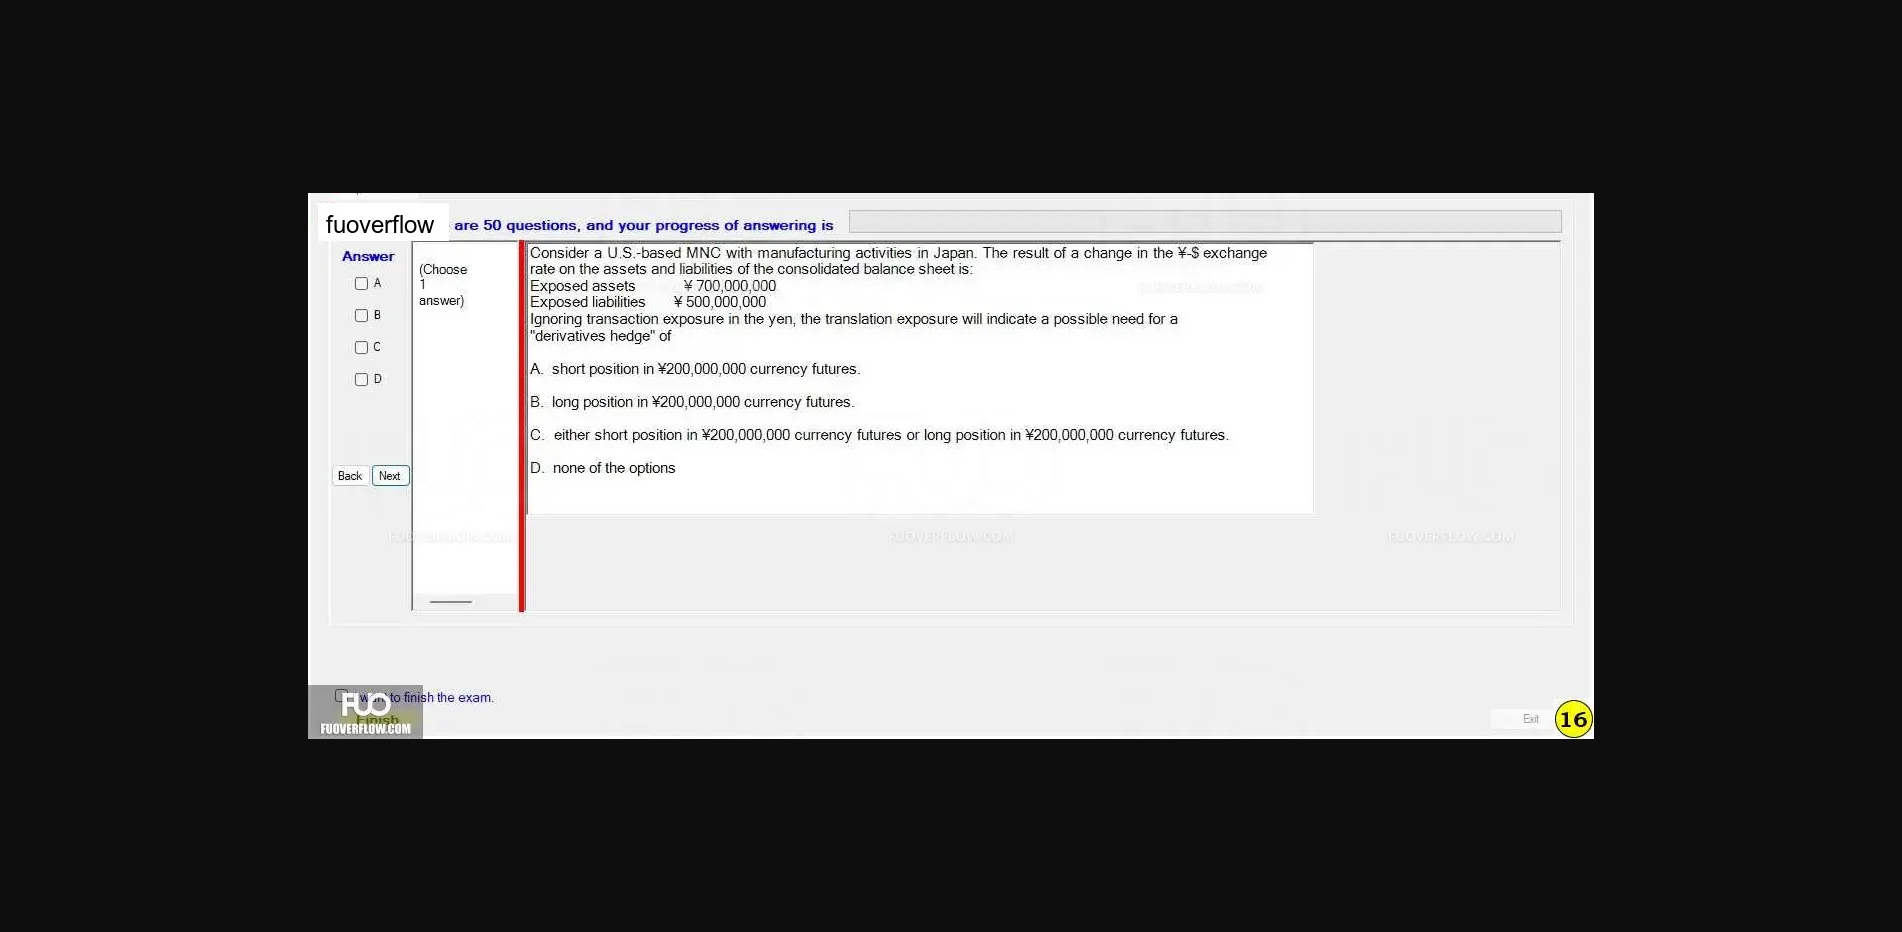 fuoverflow are 50 questions, and your progress of answering is
Answer
A
B
C
D
Back Next
(Choose
1
answer)
Consider a U.S.-based MNC with manufacturing activities in Japan. The result of a change in the ¥-$ exchange
rate on the assets and liabilities of the consolidated balance sheet is:
Exposed assets ¥ 700,000,000
Exposed liabilities ¥ 500,000,000
Ignoring transaction exposure in the yen, the translation exposure will indicate a possible need for a
"derivatives hedge" of
A. short position in ¥200,000,000 currency futures.
B. long position in ¥200,000,000 currency futures.
C. either short position in ¥200,000,000 currency futures or long position in ¥200,000,000 currency futures.
D. none of the options
FUOVERFLOW.COM
FUOVERFLOW.COM
FUOVERFLOW.COM
FUOVERFLOW.COM
want to finish the exam.
FUO
Finish
FUOVERFLOW.COM
Exit
16